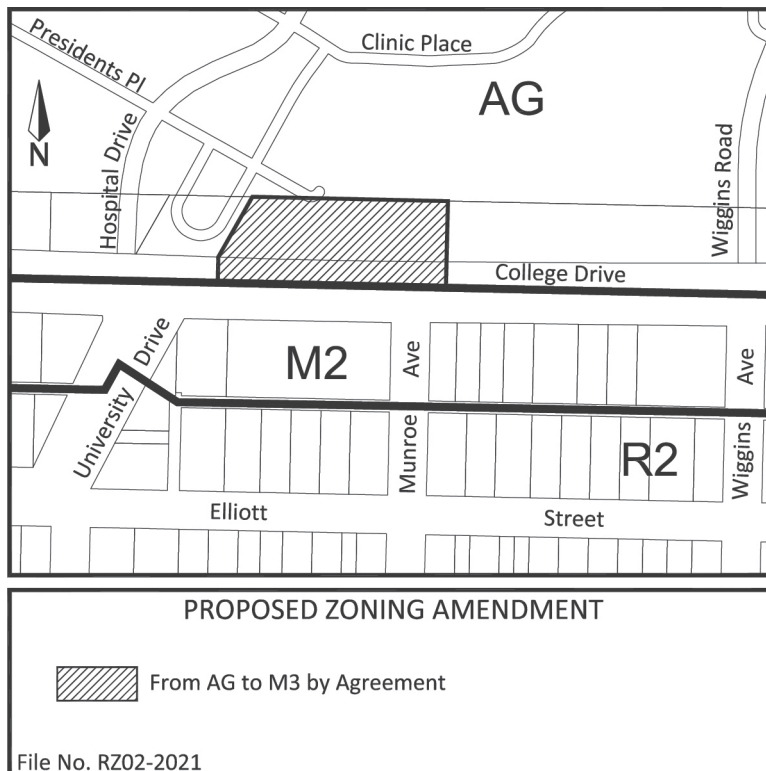 Clinic Place
Presidents Pl
AG
N
Hospital Drive
Wiggins Road
College Drive
University Drive
M2
Munroe Ave
Wiggins Ave
R2
Elliott Street
PROPOSED ZONING AMENDMENT
From AG to M3 by Agreement
File No. RZ02-2021